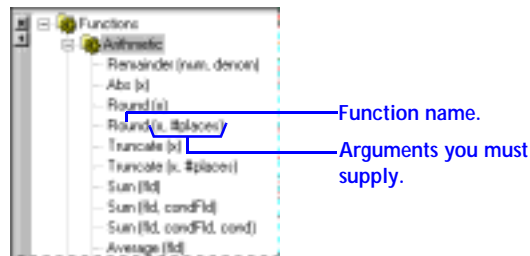 Functions
Arithmetic
Remainder (num, denom)
Abs (x)
Round (x)
Round (x, #places)
Truncate (x)
Truncate (x, #places)
Sum (fld)
Sum (fld, condFld)
Sum (fld, condFld, cond)
Average (fld)
Function name.
Arguments you must
supply.